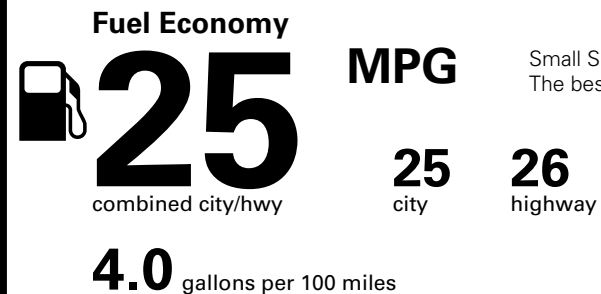 Fuel Economy
25 MPG
Small S
The bes
combined city/hwy
25 city
26 highway
4.0 gallons per 100 miles